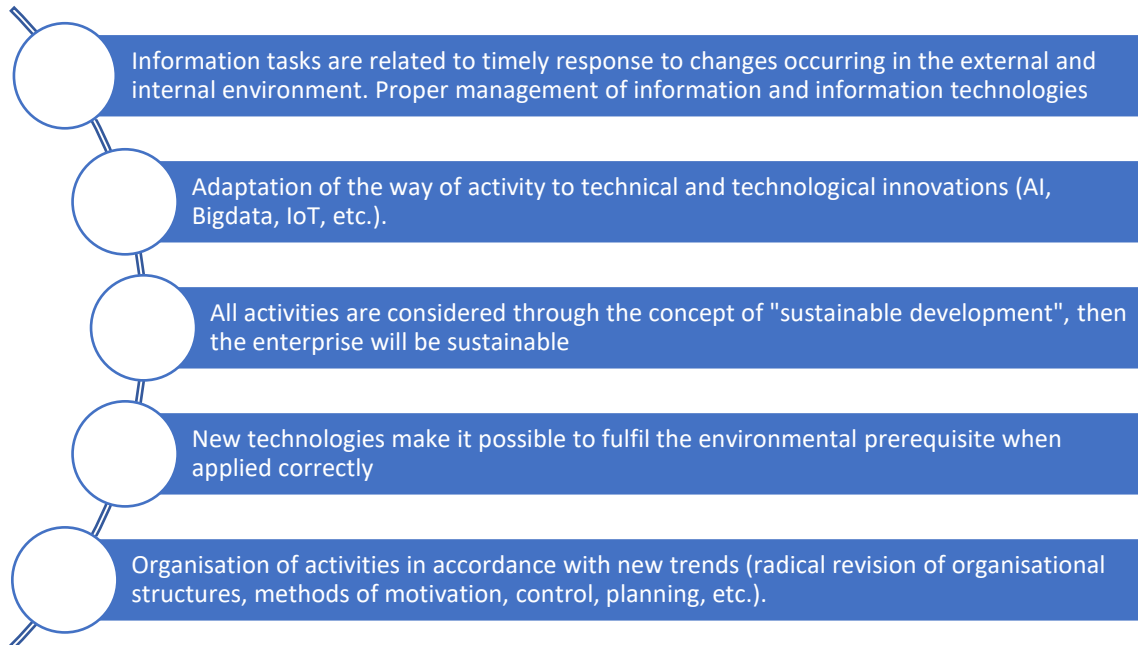 Information tasks are related to timely response to changes occurring in the external and
internal environment. Proper management of information and information technologies
Adaptation of the way of activity to technical and technological innovations (AI,
Bigdata, IoT, etc.).
All activities are considered through the concept of "sustainable development", then
the enterprise will be sustainable
New technologies make it possible to fulfil the environmental prerequisite when
applied correctly
Organisation of activities in accordance with new trends (radical revision of organisational
structures, methods of motivation, control, planning, etc.).